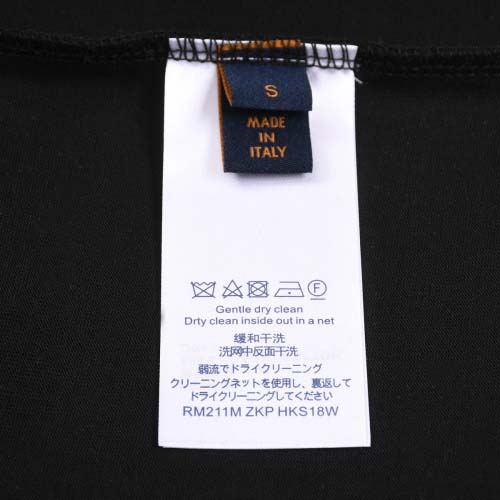 S
MADE
IN
ITALY
F
Gentle dry clean
Drty clean inside out in a net
缓和干洗
洗网中反面干洗
弱流でドライクリーニング
クリーニングネットを使用し、裏返して
ドライクリーニングしてください
RM211M ZKP HKS18W